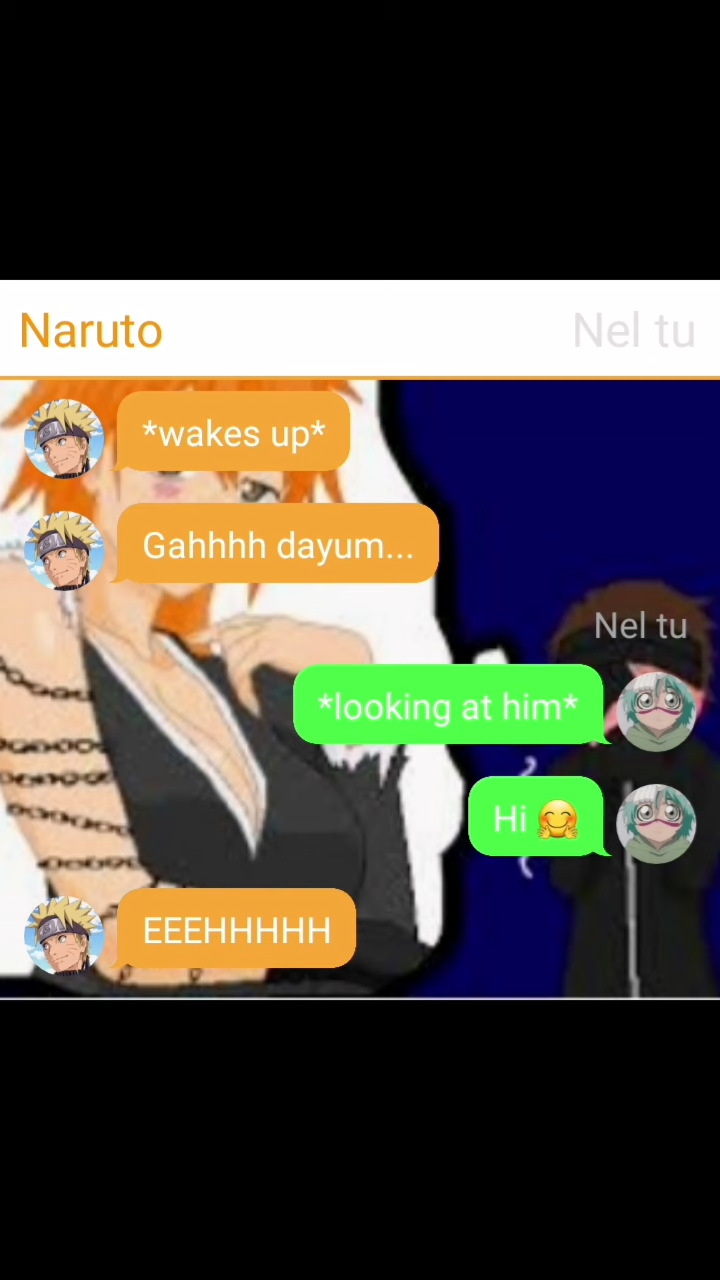 Naruto
Nel tu
*wakes up*
Gahhhh dayum...
Nel tu
*looking at him*
Hi 🤗
EEEHHHHH